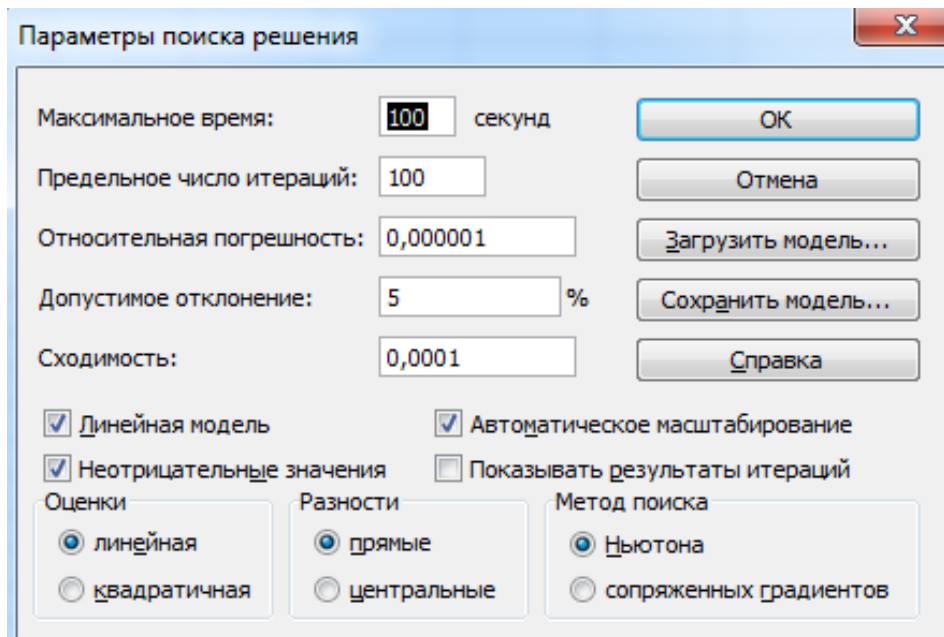 Параметры поиска решения
Максимальное время: 100 секунд OK
Предельное число итераций: 100 Отмена
Относительная погрешность: 0,000001 Загрузить модель...
Допустимое отклонение: 5 % Сохранить модель...
Сходимость: 0,0001 Справка
Линейная модель Автоматическое масштабирование
Неотрицательные значения Показывать результаты итераций
Оценки Разности Метод поиска
линейная прямые Ньютона
квадратичная центральные сопряженных градиентов